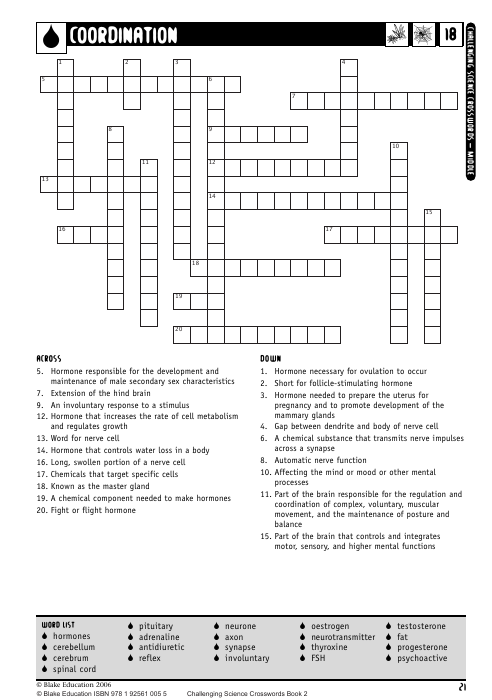 COORDINATION
18
CHALLENGING SCIENCE CROSSWORDS – MIDDLE
1
2
3
4
5
6
7
8
9
10
11
12
13
14
15
16
17
18
19
20
ACROSS
5. Hormone responsible for the development and
maintenance of male secondary sex characteristics
7. Extension of the hind brain
9. An involuntary response to a stimulus
12. Hormone that increases the rate of cell metabolism
and regulates growth
13. Word for nerve cell
14. Hormone that controls water loss in a body
16. Long, swollen portion of a nerve cell
17. Chemicals that target specific cells
18. Known as the master gland
19. A chemical component needed to make hormones
20. Fight or flight hormone
DOWN
1. Hormone necessary for ovulation to occur
2. Short for follicle-stimulating hormone
3. Hormone needed to prepare the uterus for
pregnancy and to promote development of the
mammary glands
4. Gap between dendrite and body of nerve cell
6. A chemical substance that transmits nerve impulses
across a synapse
8. Automatic nerve function
10. Affecting the mind or mood or other mental
processes
11. Part of the brain responsible for the regulation and
coordination of complex, voluntary, muscular
movement, and the maintenance of posture and
balance
15. Part of the brain that controls and integrates
motor, sensory, and higher mental functions
WORD LIST
hormones
cerebellum
cerebrum
spinal cord
pituitary
adrenaline
antidiuretic
reflex
neurone
axon
synapse
involuntary
oestrogen
neurotransmitter
thyroxine
FSH
testosterone
fat
progesterone
psychoactive
© Blake Education 2006
21
© Blake Education ISBN 978 1 92561 005 5 Challenging Science Crosswords Book 2